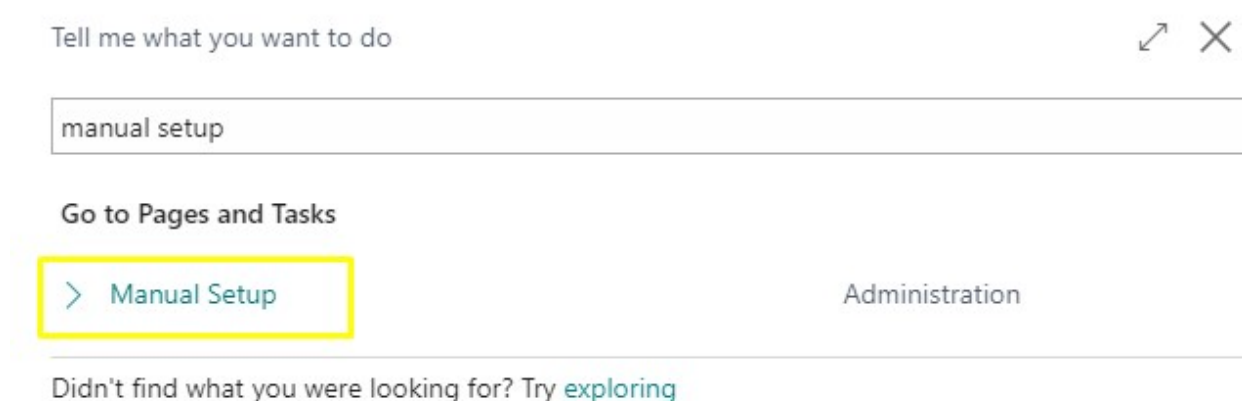 Tell me what you want to do
manual setup
Go to Pages and Tasks
Manual Setup Administration
Didn't find what you were looking for? Try exploring